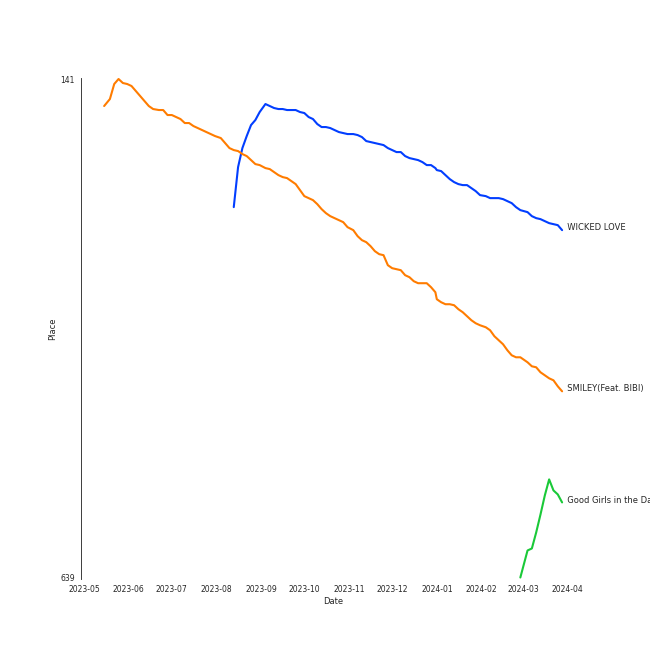 141
WICKED LOVE
Place
SMILEY(Feat. BIBI)
Good Girls in the Da
639
2023-05 2023-06 2023-07 2023-08 2023-09 2023-10 2023-11 2023-12 2024-01 2024-02 2024-03 2024-04
Date